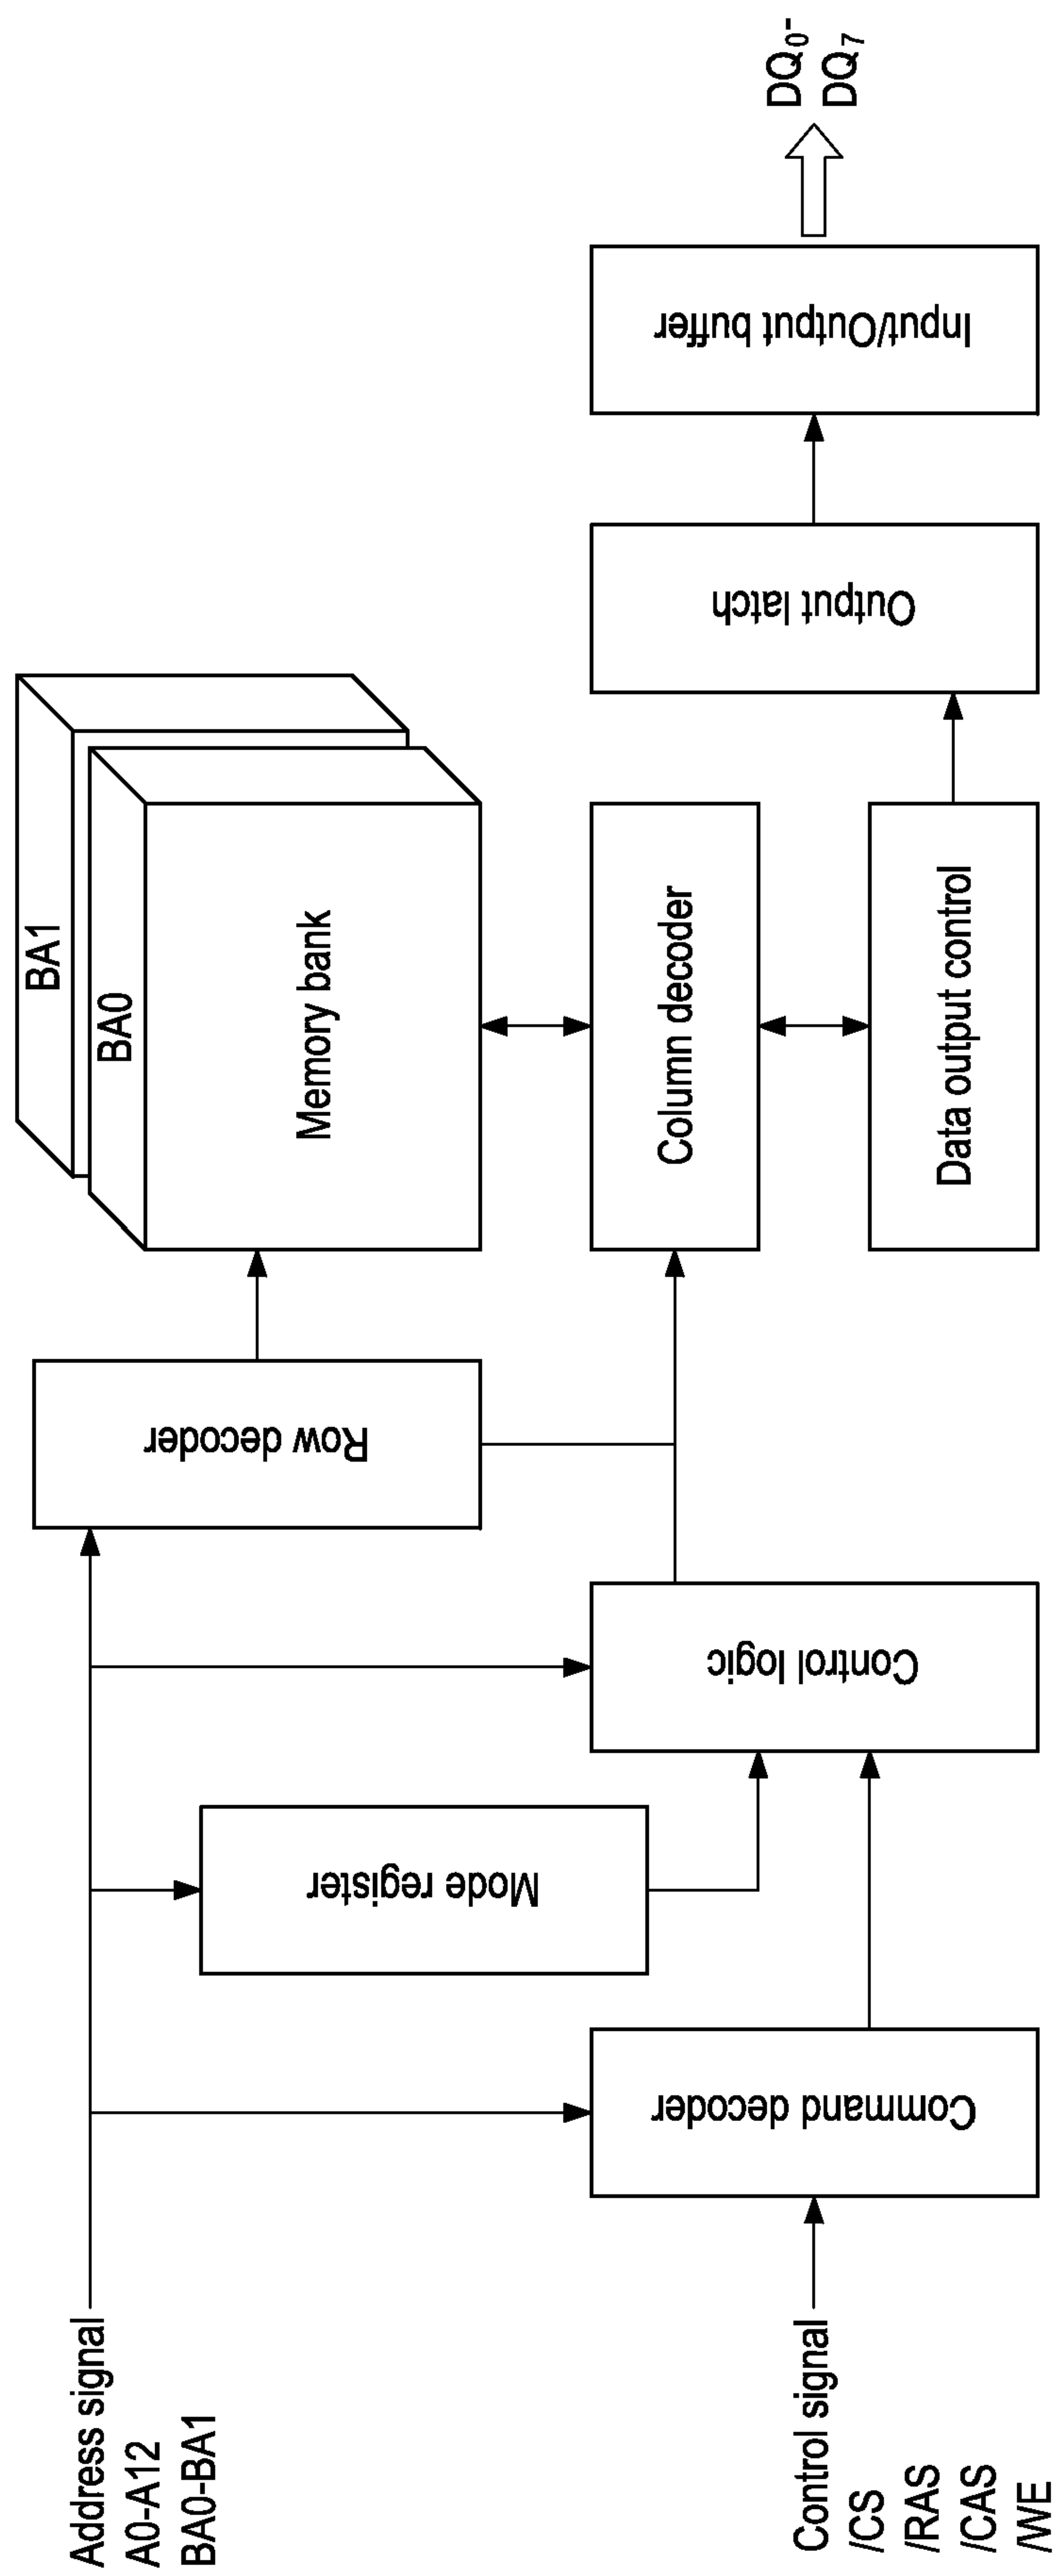 Address signal
A0-A12
BA0-BA1
Control signal
/CS
/RAS
/CAS
/WE
Command decoder
Mode register
Control logic
Row decoder
BA1
BA0
Memory bank
Column decoder
Data output control
Output latch
Input/Output buffer
DQ₀-
DQ₇